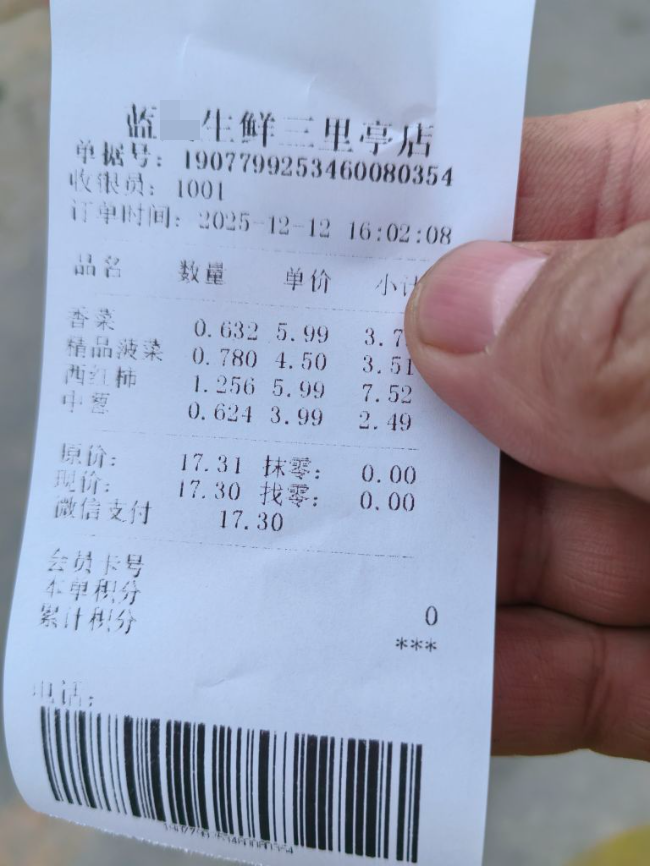 蓝 生鲜三里亭店
单据号: 1907799253460080354
收银员: 1001
订单时间: 2025-12-12 16:02:08
品名 数量 单价 小计
香菜 0.632 5.99 3.7
精品菠菜 0.780 4.50 3.51
西红柿 1.256 5.99 7.52
中葱 0.624 3.99 2.49
原价: 17.31 抹零: 0.00
现价: 17.30 找零: 0.00
微信支付 17.30
会员卡号
本单积分 0
累计积分 ***
电话: